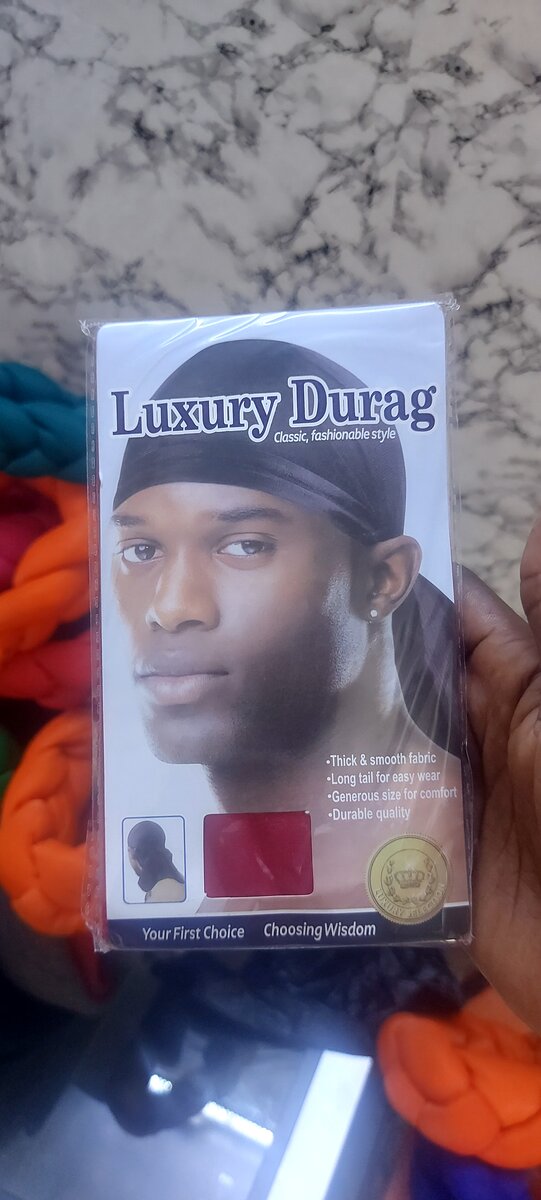 Luxury Durag
Classic, fashionable style
•Thick & smooth fabric
•Long tail for easy wear
•Generous size for comfort
•Durable quality
Your First Choice Choosing Wisdom